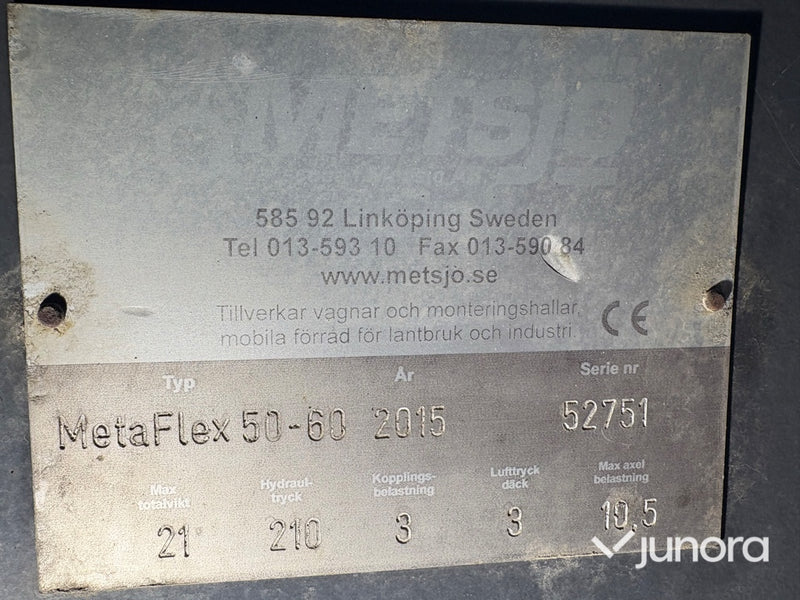 METSJÖ
585 92 Linköping Sweden
Tel 013-593 10 Fax 013-590 84
www.metsjo.se
Tillverkar vagnar och monteringshallar,
mobila förråd för lantbruk och industri.
CE
Typ År Serie nr
MetaFlex 50-60 2015 52751
Max totalvikt Hydraul-tryck Kopplings-belastning Lufttryck däck Max axel belastning
21 210 3 3 10,5
junora